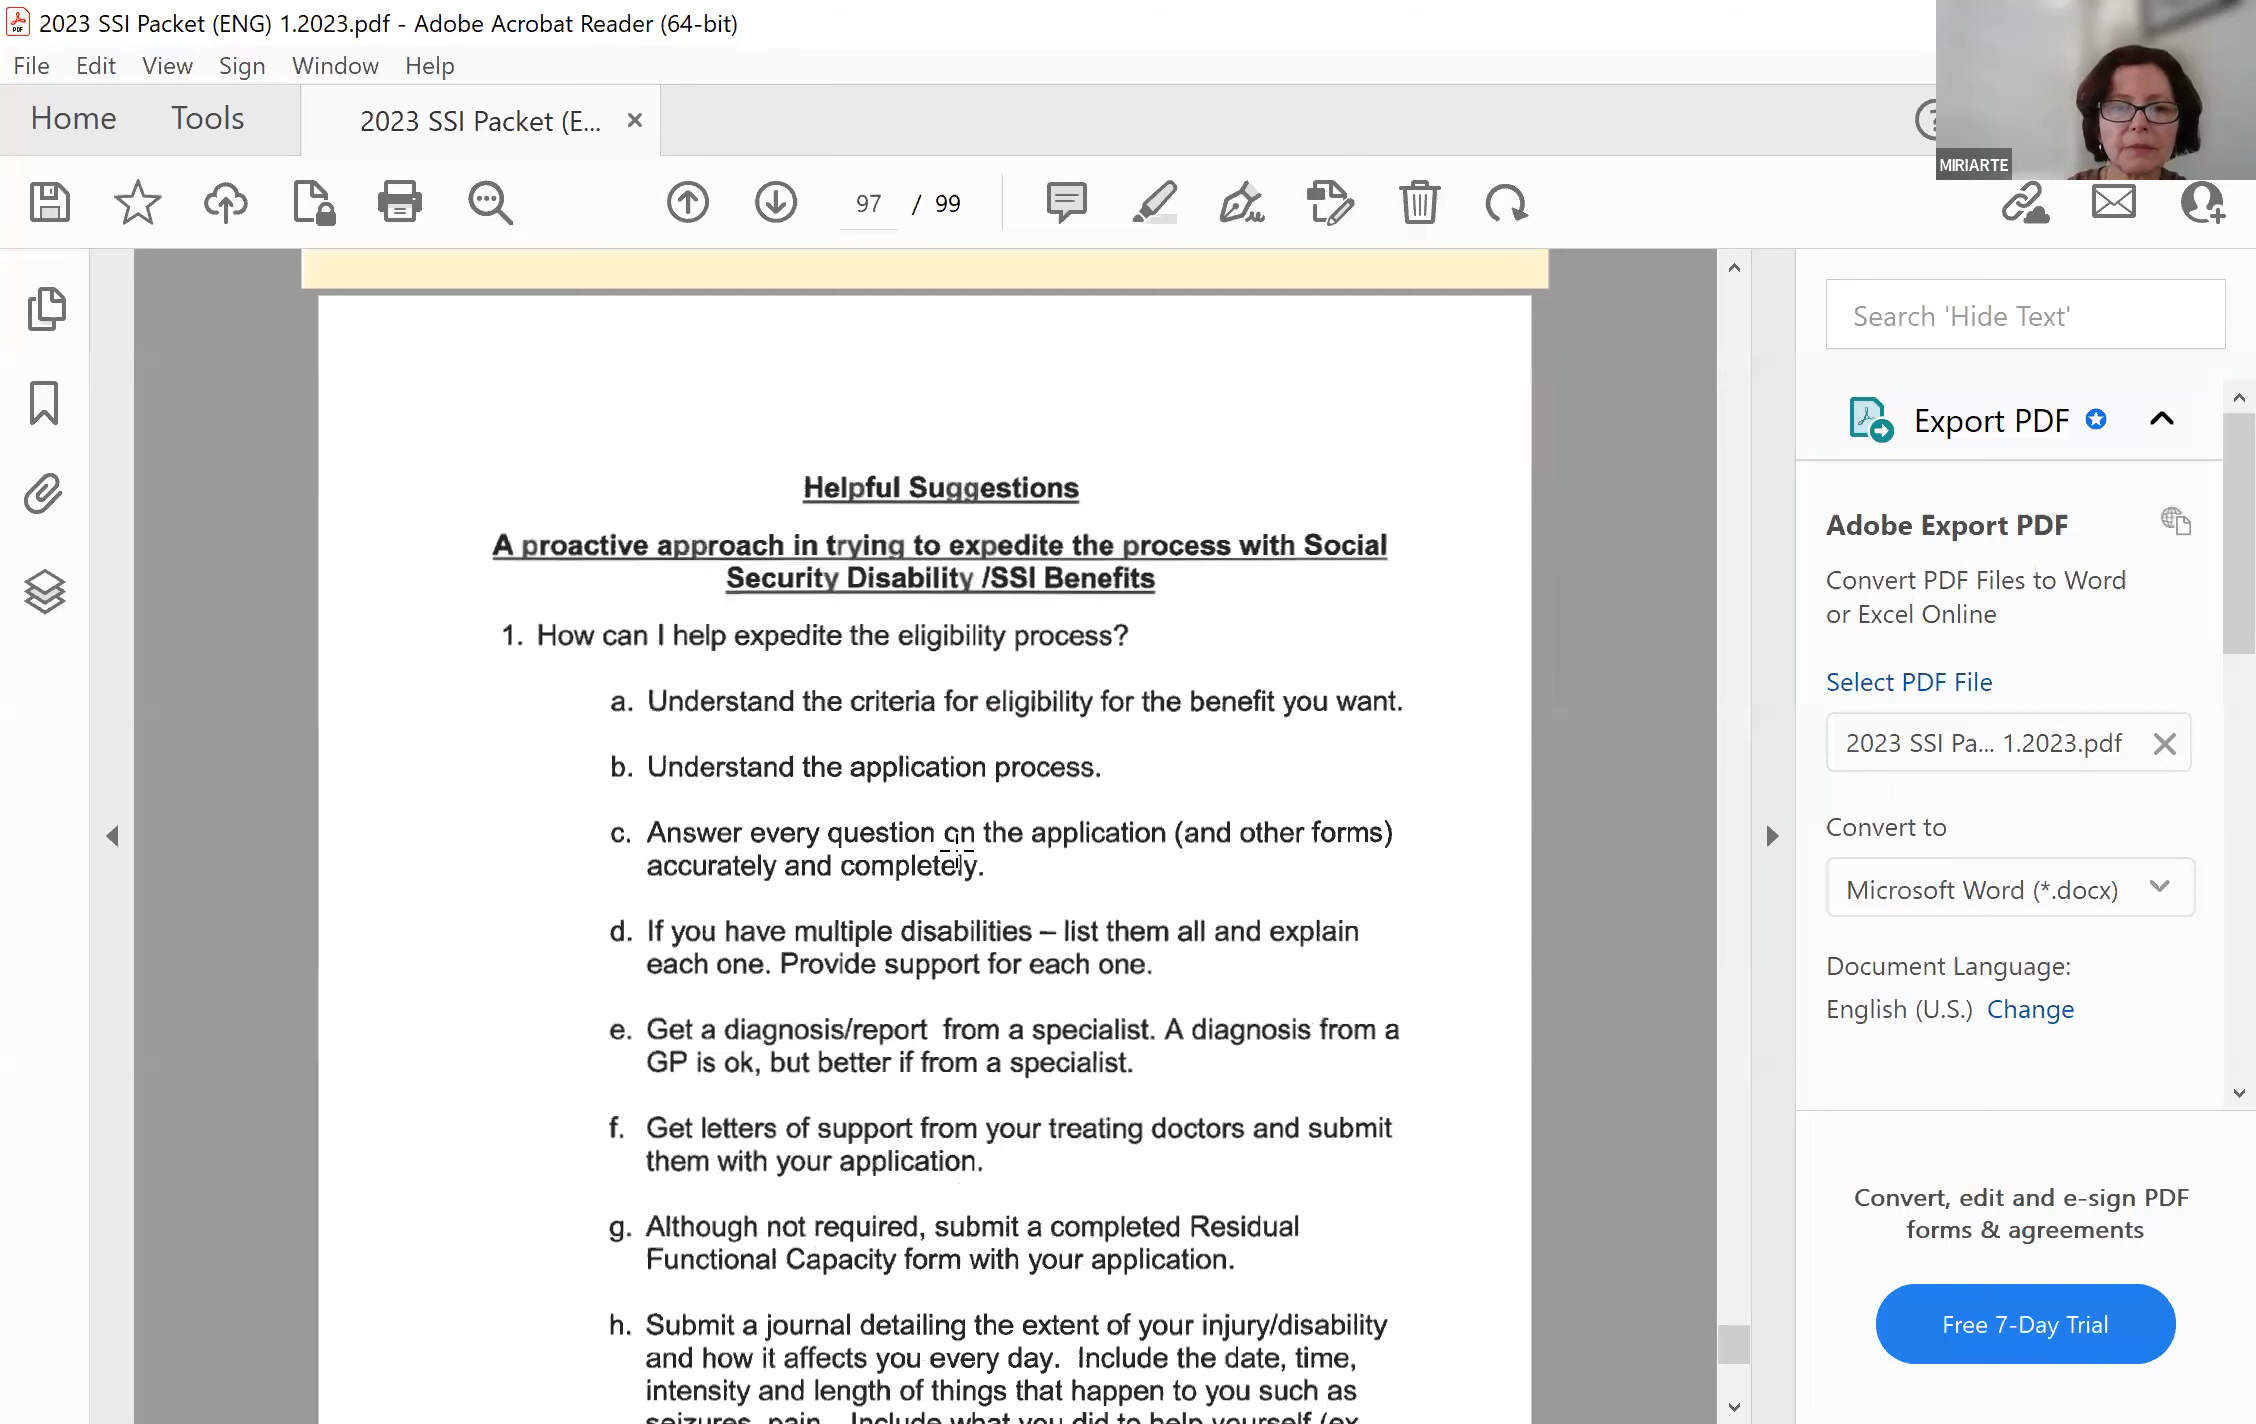 2023 SSI Packet (ENG) 1.2023.pdf - Adobe Acrobat Reader (64-bit)
File Edit View Sign Window Help
Home Tools 2023 SSI Packet (E... ×
MIRIARTE
97 / 99
Helpful Suggestions
A proactive approach in trying to expedite the process with Social
Security Disability /SSI Benefits
1. How can I help expedite the eligibility process?
a. Understand the criteria for eligibility for the benefit you want.
b. Understand the application process.
c. Answer every question on the application (and other forms)
accurately and completely.
d. If you have multiple disabilities – list them all and explain
each one. Provide support for each one.
e. Get a diagnosis/report from a specialist. A diagnosis from a
GP is ok, but better if from a specialist.
f. Get letters of support from your treating doctors and submit
them with your application.
g. Although not required, submit a completed Residual
Functional Capacity form with your application.
h. Submit a journal detailing the extent of your injury/disability
and how it affects you every day. Include the date, time,
intensity and length of things that happen to you such as
seizures, pain. Include what you did to help yourself (ex
Search 'Hide Text'
Export PDF
Adobe Export PDF
Convert PDF Files to Word
or Excel Online
Select PDF File
2023 SSI Pa... 1.2023.pdf
Convert to
Microsoft Word (*.docx)
Document Language:
English (U.S.) Change
Convert, edit and e-sign PDF
forms & agreements
Free 7-Day Trial